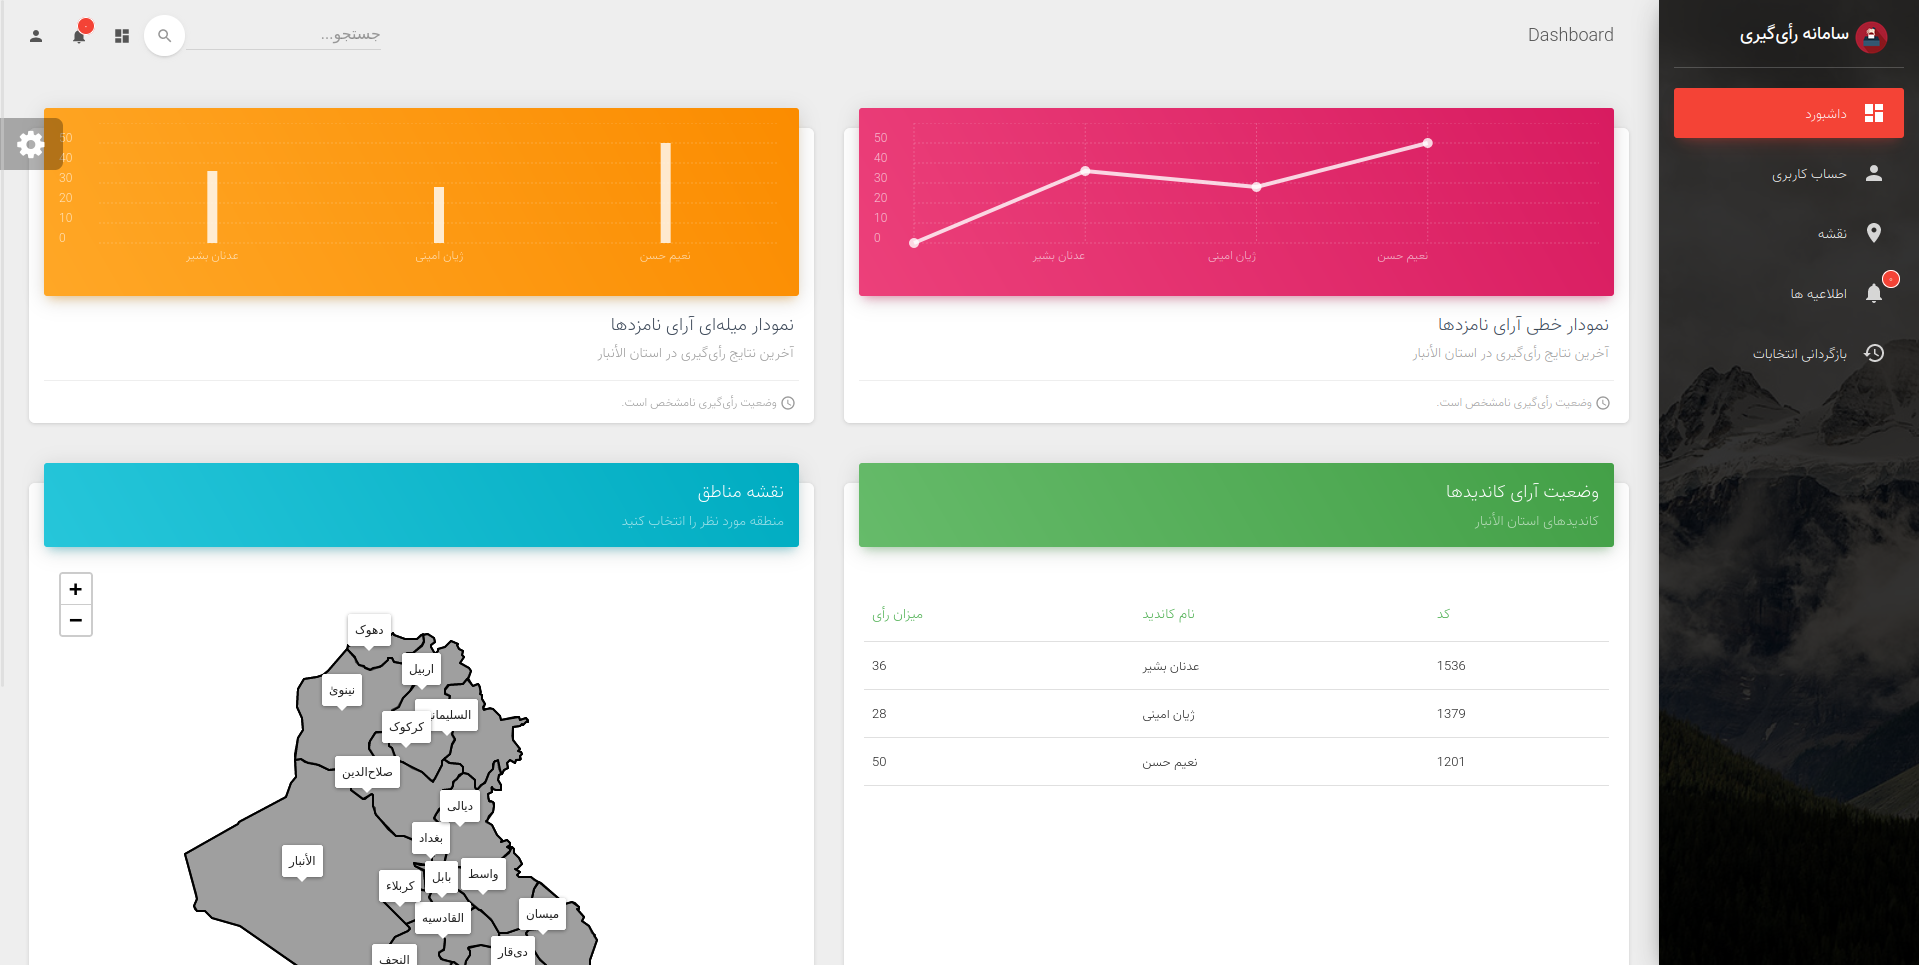 سامانه رأی‌گیری
داشبورد
حساب کاربری
نقشه
اطلاعیه ها
بازگردانی انتخابات
Dashboard
جستجو...
50
40
30
20
10
0
عدنان بشیر
ژیان امینی
نعیم حسن
نمودار خطی آرای نامزدها
آخرین نتایج رأی‌گیری در استان الأنبار
وضعیت رأی‌گیری نامشخص است.
50
40
30
20
10
0
عدنان بشیر
ژیان امینی
نعیم حسن
نمودار میله‌ای آرای نامزدها
آخرین نتایج رأی‌گیری در استان الأنبار
وضعیت رأی‌گیری نامشخص است.
وضعیت آرای کاندیدها
کاندیدهای استان الأنبار
کد نام کاندید میزان رأی
1536 عدنان بشیر 36
1379 ژیان امینی 28
1201 نعیم حسن 50
نقشه مناطق
منطقه مورد نظر را انتخاب کنید
+
−
دهوک
اربیل
نینوی
کرکوک
صلاح‌الدین
دیالی
بغداد
الأنبار
واسط
بابل
کربلاء
میسان
القادسیه
ذی‌قار
النجف